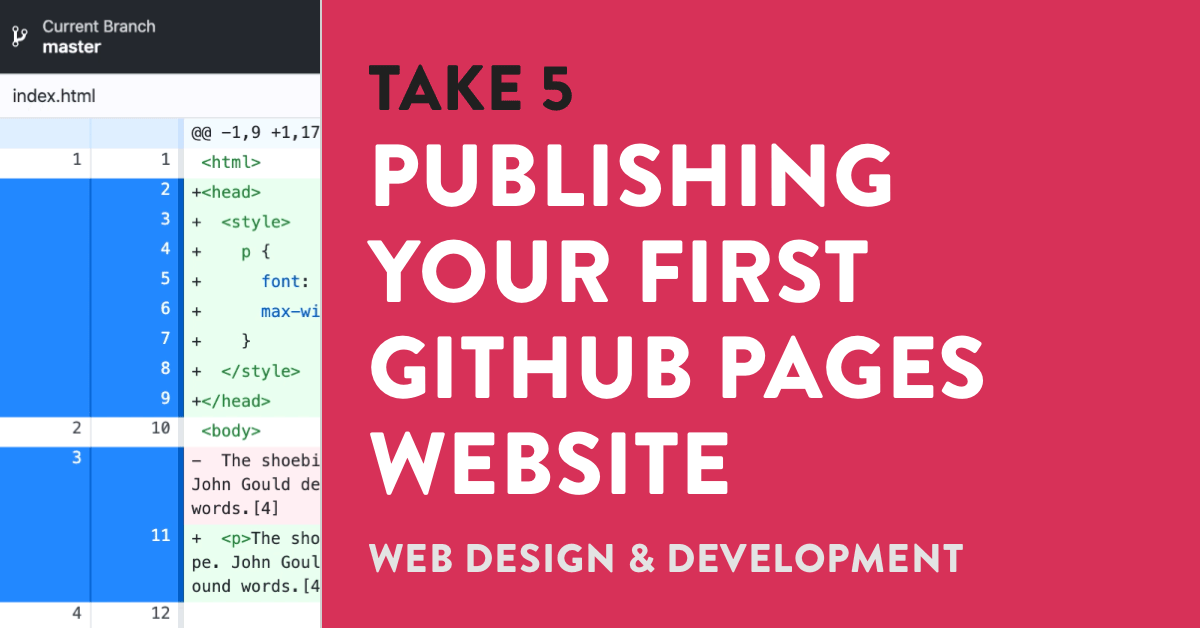 Current Branch
master
index.html
@@ -1,9 +1,17
1 1 <html>
2 +<head>
3 + <style>
4 + p {
5 + font:
6 + max-wi
7 + }
8 + </style>
9 +</head>
2 10 <body>
3 - The shoebi
John Gould de
words.[4]
11 + <p>The sho
pe. John Goul
ound words.[4
4 12
TAKE 5
PUBLISHING
YOUR FIRST
GITHUB PAGES
WEBSITE
WEB DESIGN & DEVELOPMENT